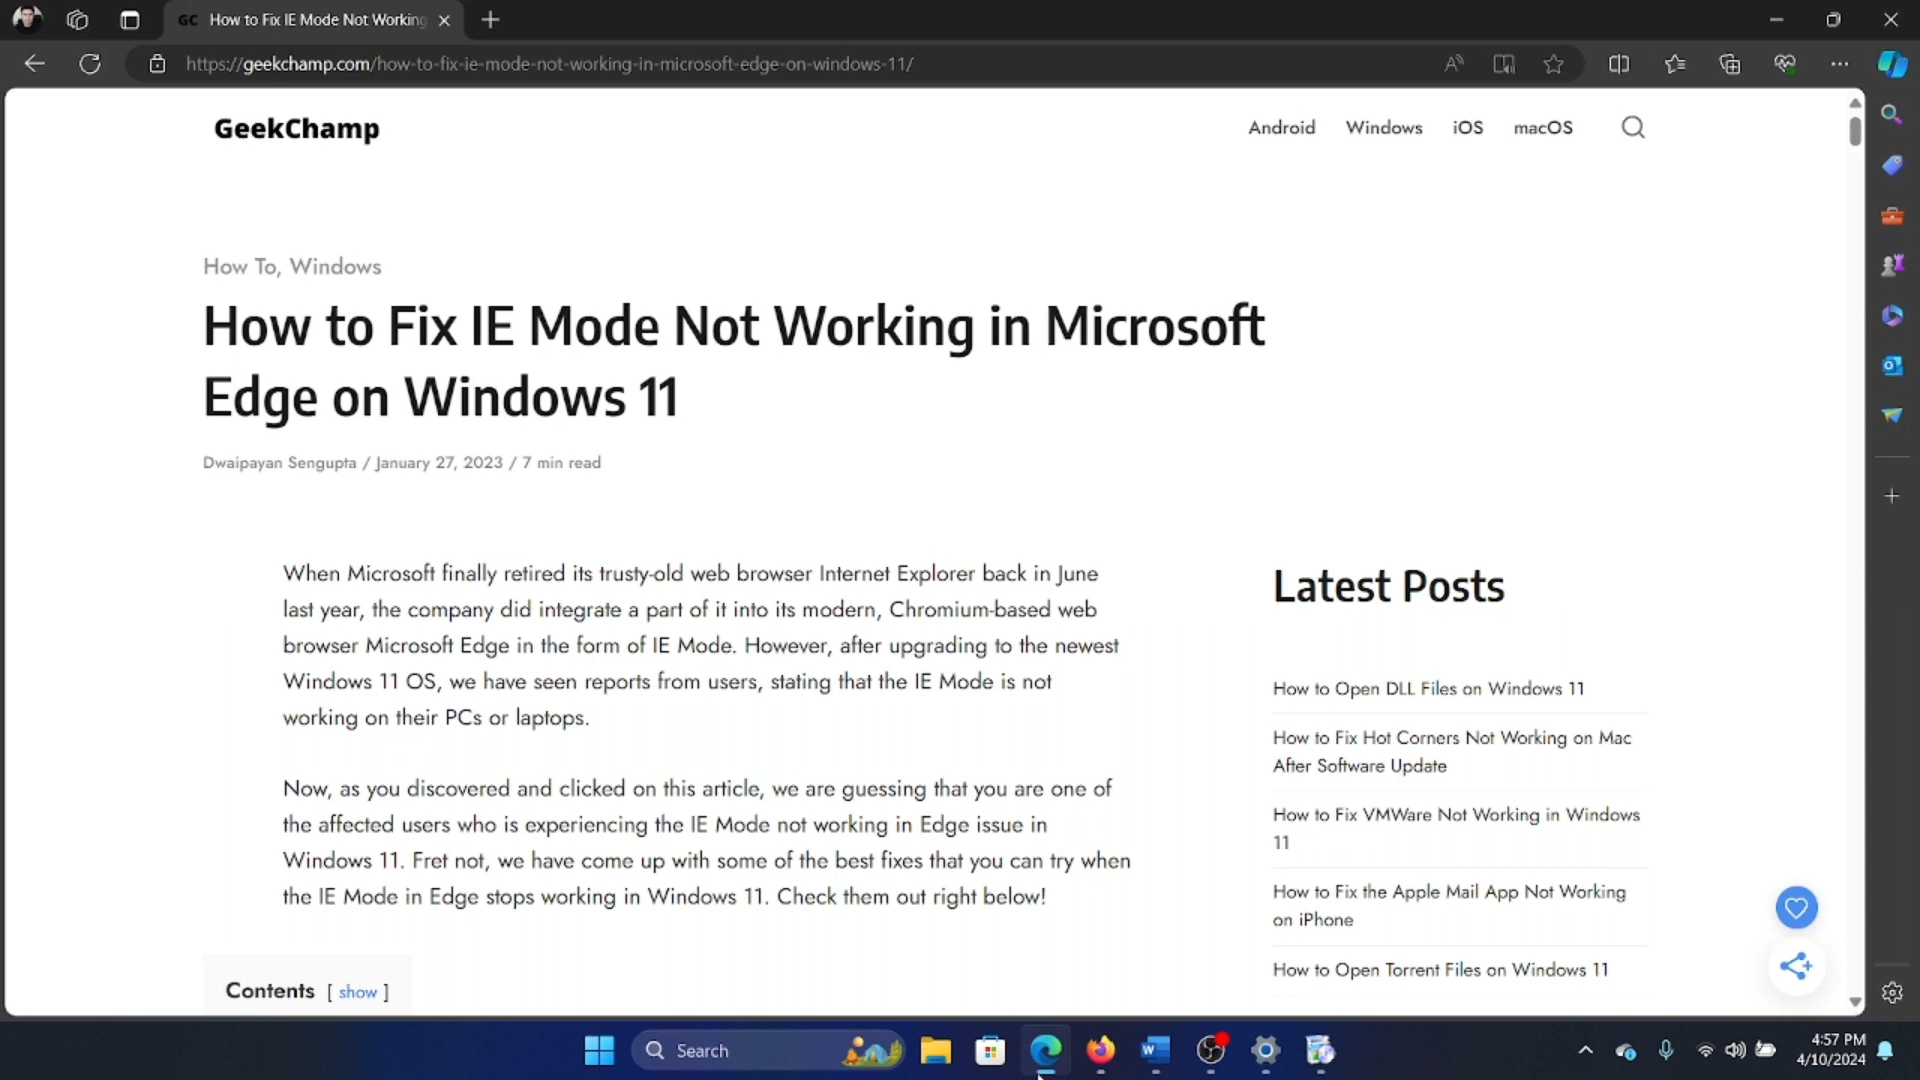 GC How to Fix IE Mode Not Working
https://geekchamp.com/how-to-fix-ie-mode-not-working-in-microsoft-edge-on-windows-11/
GeekChamp
Android Windows iOS macOS
How To, Windows
How to Fix IE Mode Not Working in Microsoft
Edge on Windows 11
Dwaipayan Sengupta / January 27, 2023 / 7 min read
When Microsoft finally retired its trusty-old web browser Internet Explorer back in June
last year, the company did integrate a part of it into its modern, Chromium-based web
browser Microsoft Edge in the form of IE Mode. However, after upgrading to the newest
Windows 11 OS, we have seen reports from users, stating that the IE Mode is not
working on their PCs or laptops.
Now, as you discovered and clicked on this article, we are guessing that you are one of
the affected users who is experiencing the IE Mode not working in Edge issue in
Windows 11. Fret not, we have come up with some of the best fixes that you can try when
the IE Mode in Edge stops working in Windows 11. Check them out right below!
Contents [ show ]
Latest Posts
How to Open DLL Files on Windows 11
How to Fix Hot Corners Not Working on Mac
After Software Update
How to Fix VMWare Not Working in Windows
11
How to Fix the Apple Mail App Not Working
on iPhone
How to Open Torrent Files on Windows 11
Search
4:57 PM
4/10/2024